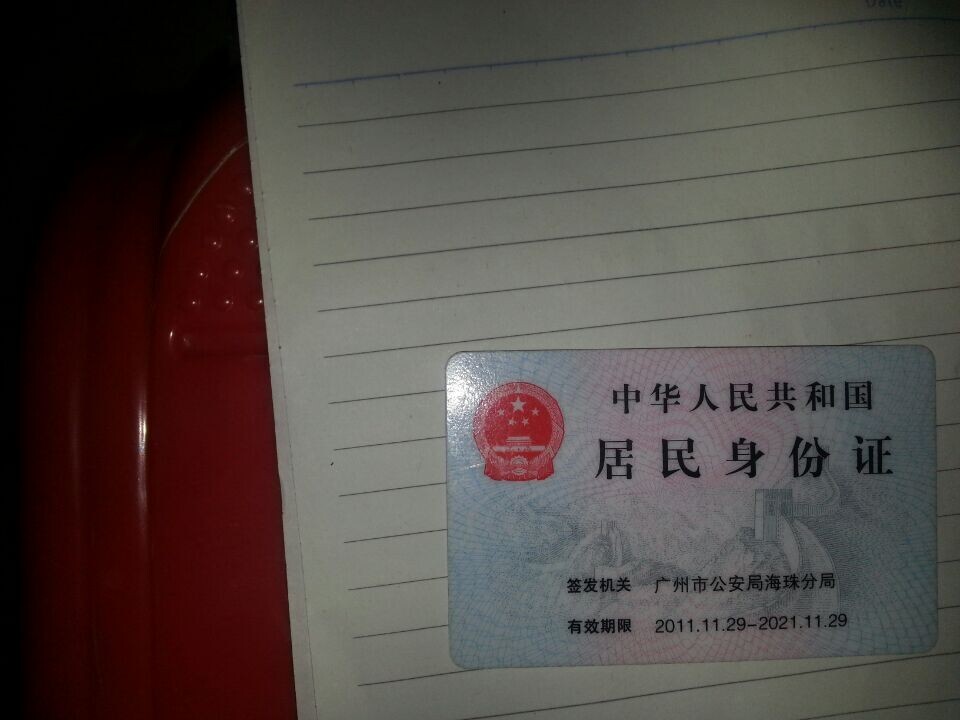 Date
中华人民共和国
居民身份证
签发机关 广州市公安局海珠分局
有效期限 2011.11.29-2021.11.29